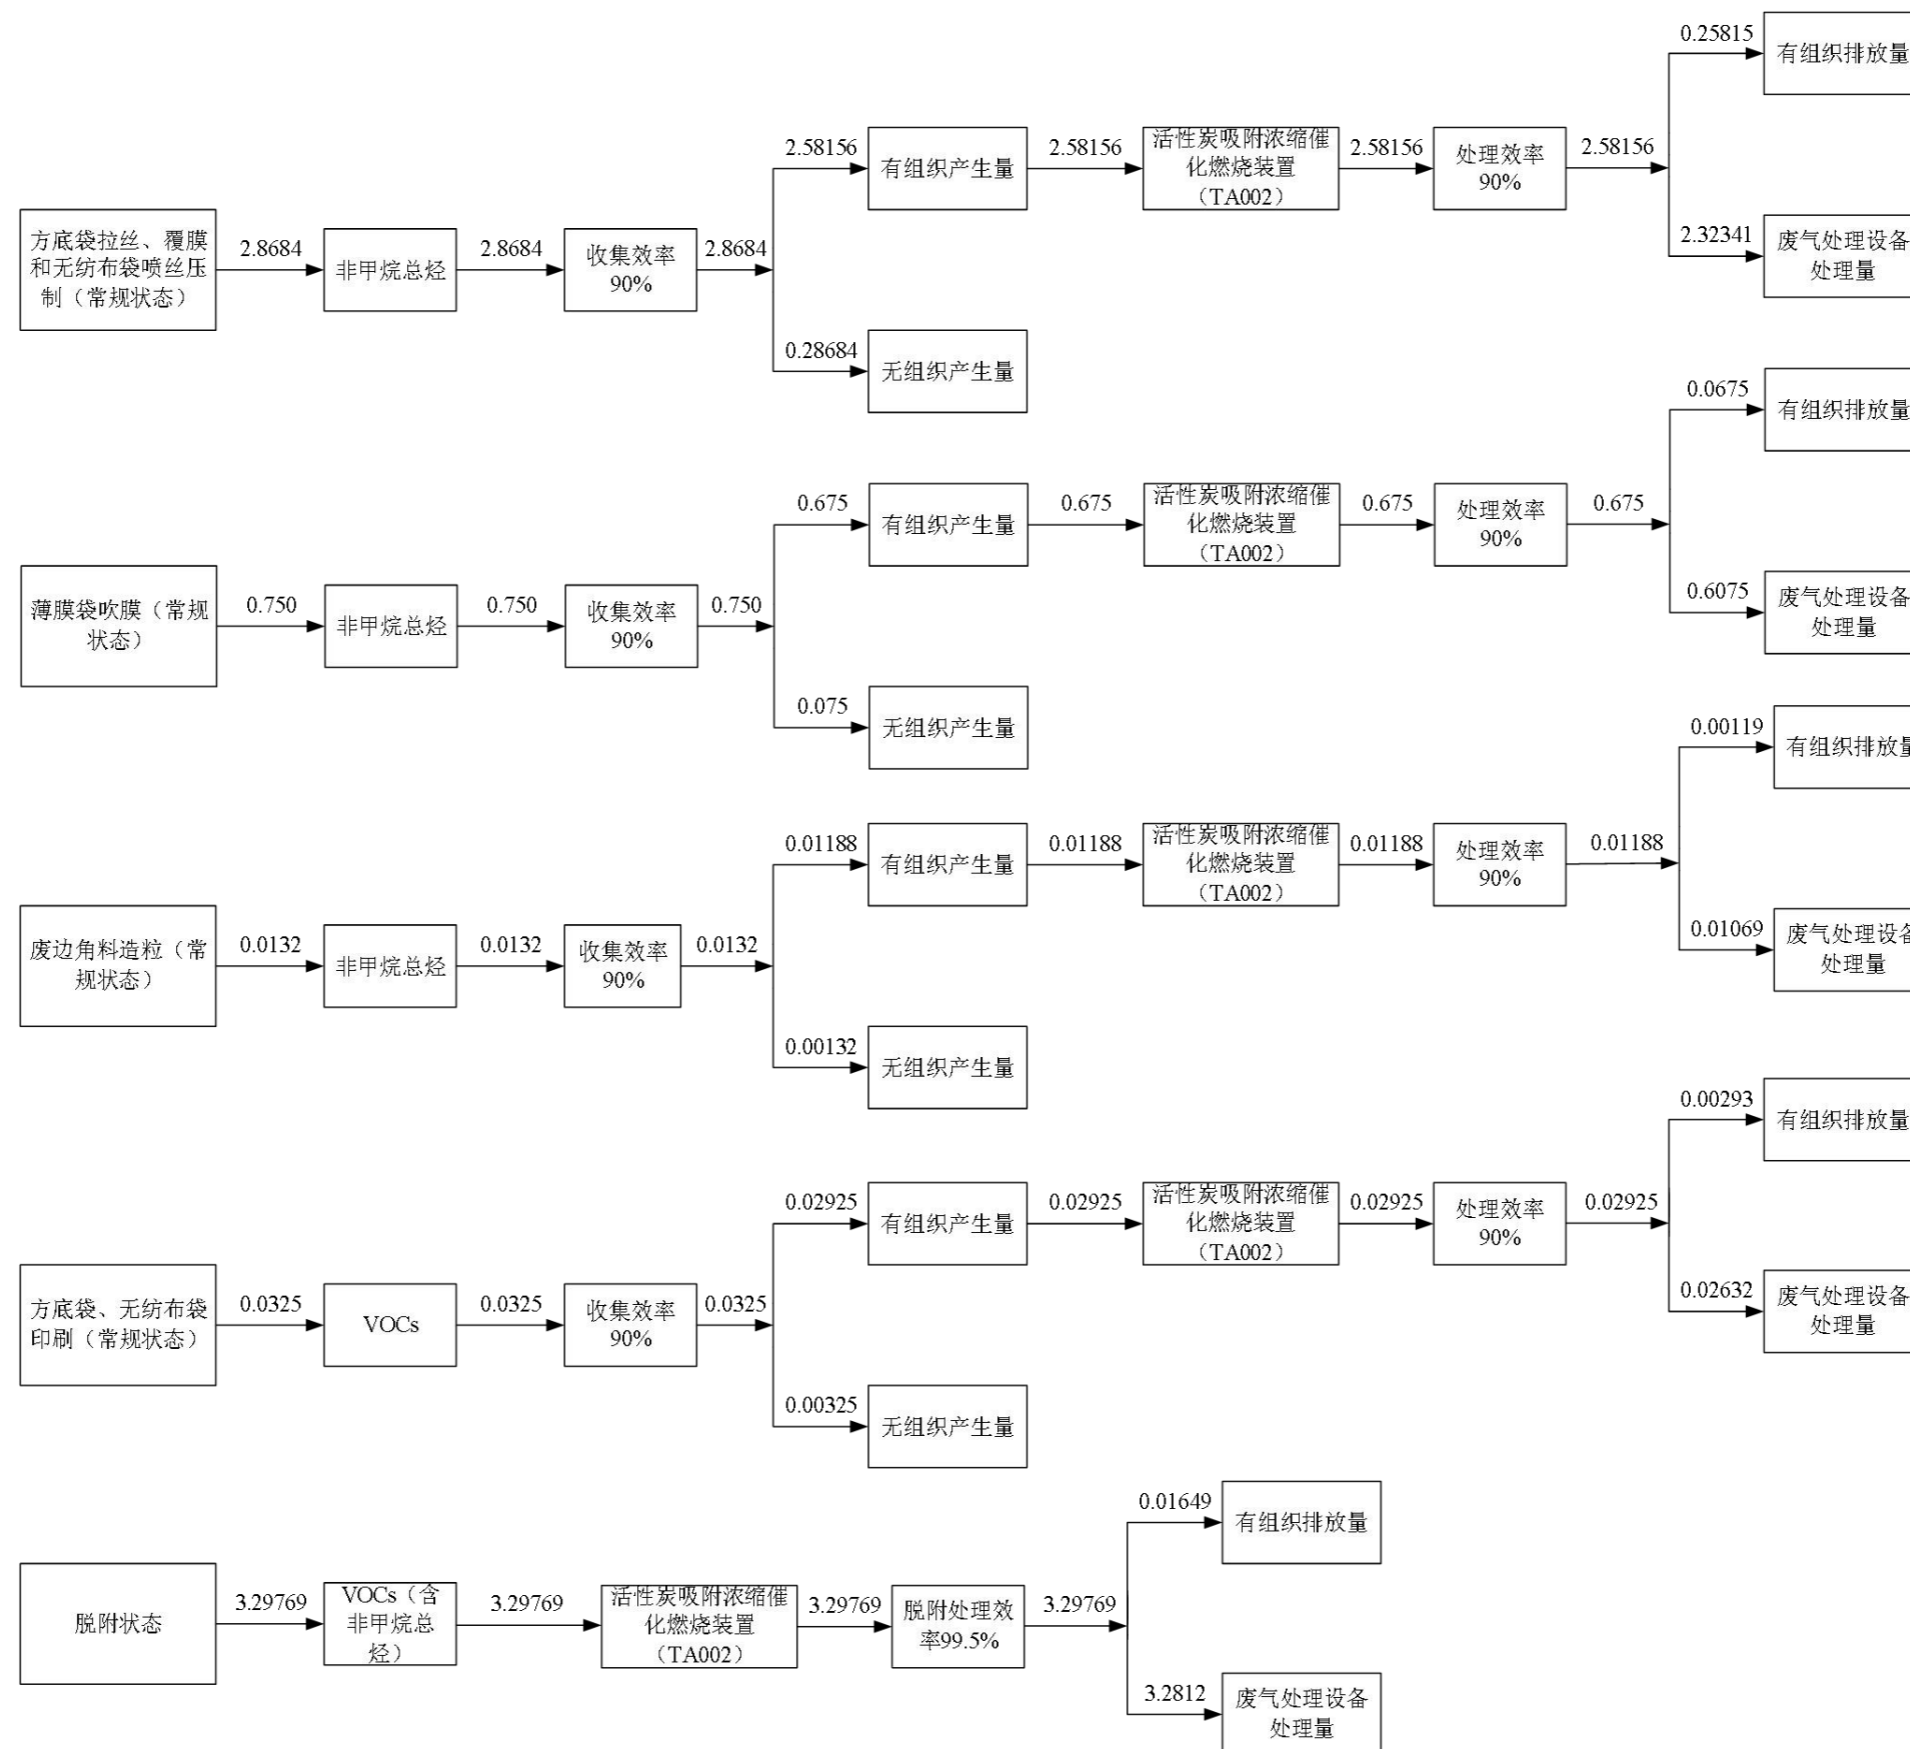 0.25815
有组织排放量
2.58156
有组织产生量
2.58156
活性炭吸附浓缩催
化燃烧装置
（TA002）
2.58156
处理效率
90%
2.58156
方底袋拉丝、覆膜
和无纺布袋喷丝压
制（常规状态）
2.8684
非甲烷总烃
2.8684
收集效率
90%
2.8684
2.32341
废气处理设备
处理量
0.28684
无组织产生量
0.0675
有组织排放量
0.675
有组织产生量
0.675
活性炭吸附浓缩催
化燃烧装置
（TA002）
0.675
处理效率
90%
0.675
薄膜袋吹膜（常规
状态）
0.750
非甲烷总烃
0.750
收集效率
90%
0.750
0.6075
废气处理设备
处理量
0.075
无组织产生量
0.00119
有组织排放量
0.01188
有组织产生量
0.01188
活性炭吸附浓缩催
化燃烧装置
（TA002）
0.01188
处理效率
90%
0.01188
废边角料造粒（常
规状态）
0.0132
非甲烷总烃
0.0132
收集效率
90%
0.0132
0.01069
废气处理设备
处理量
0.00132
无组织产生量
0.00293
有组织排放量
0.02925
有组织产生量
0.02925
活性炭吸附浓缩催
化燃烧装置
（TA002）
0.02925
处理效率
90%
0.02925
方底袋、无纺布袋
印刷（常规状态）
0.0325
VOCs
0.0325
收集效率
90%
0.0325
0.02632
废气处理设备
处理量
0.00325
无组织产生量
0.01649
有组织排放量
脱附状态
3.29769
VOCs（含
非甲烷总
烃）
3.29769
活性炭吸附浓缩催
化燃烧装置
（TA002）
3.29769
脱附处理效
率99.5%
3.29769
3.2812
废气处理设备
处理量